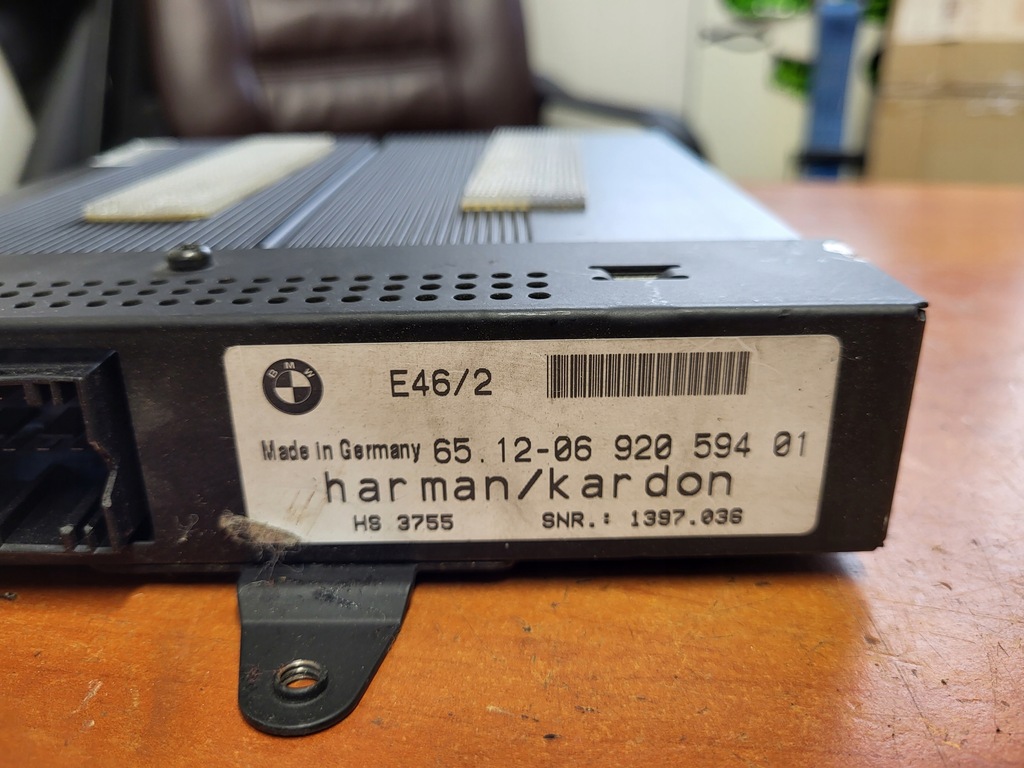 BMW
E46/2
Made in Germany 65.12-06 920 594 01
harman/kardon
HS 3755 SNR.: 1397.036